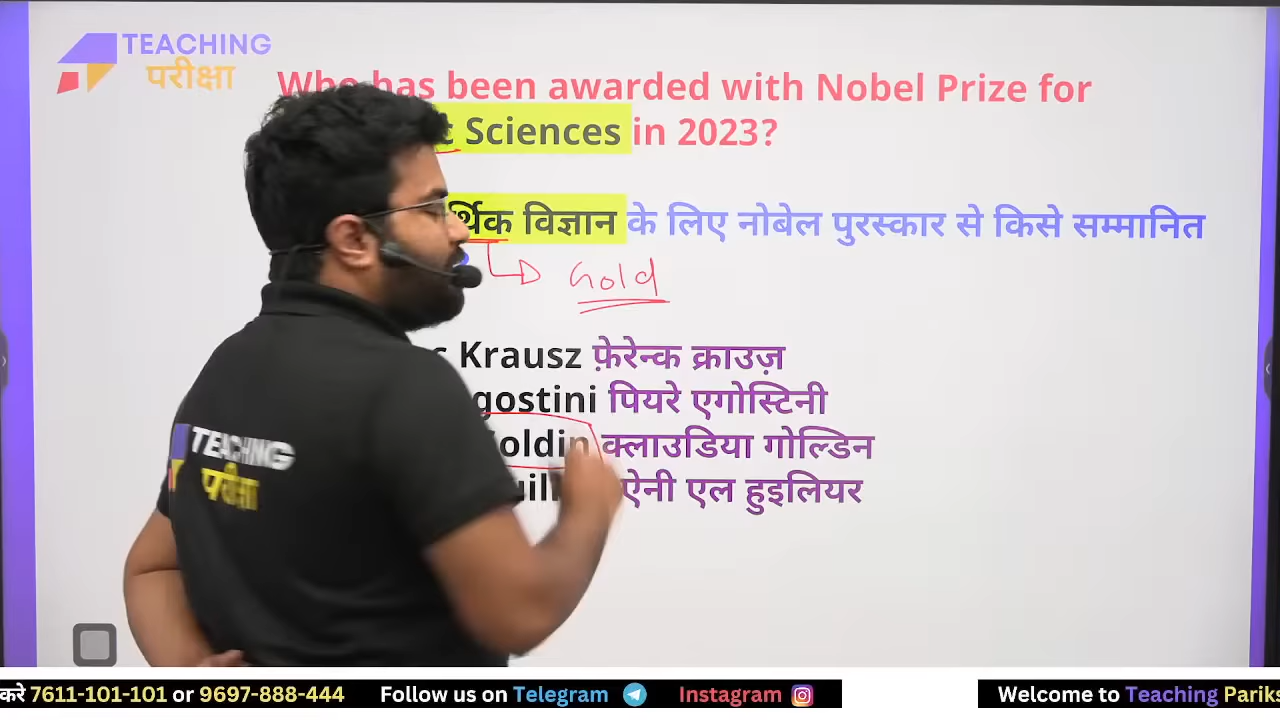 TEACHING
परीक्षा
Who has been awarded with Nobel Prize for
Sciences in 2023?
विज्ञान के लिए नोबेल पुरस्कार से किसे सम्मानित
Gold
Krausz फ़ेरेन्क क्राउज़
पियरे एगोस्टिनी
क्लाउडिया गोल्डिन
ऐनी एल हुइलियर
TEACHING
परीक्षा
करे 7611-101-101 or 9697-888-444 Follow us on Telegram Instagram Welcome to Teaching Pariks